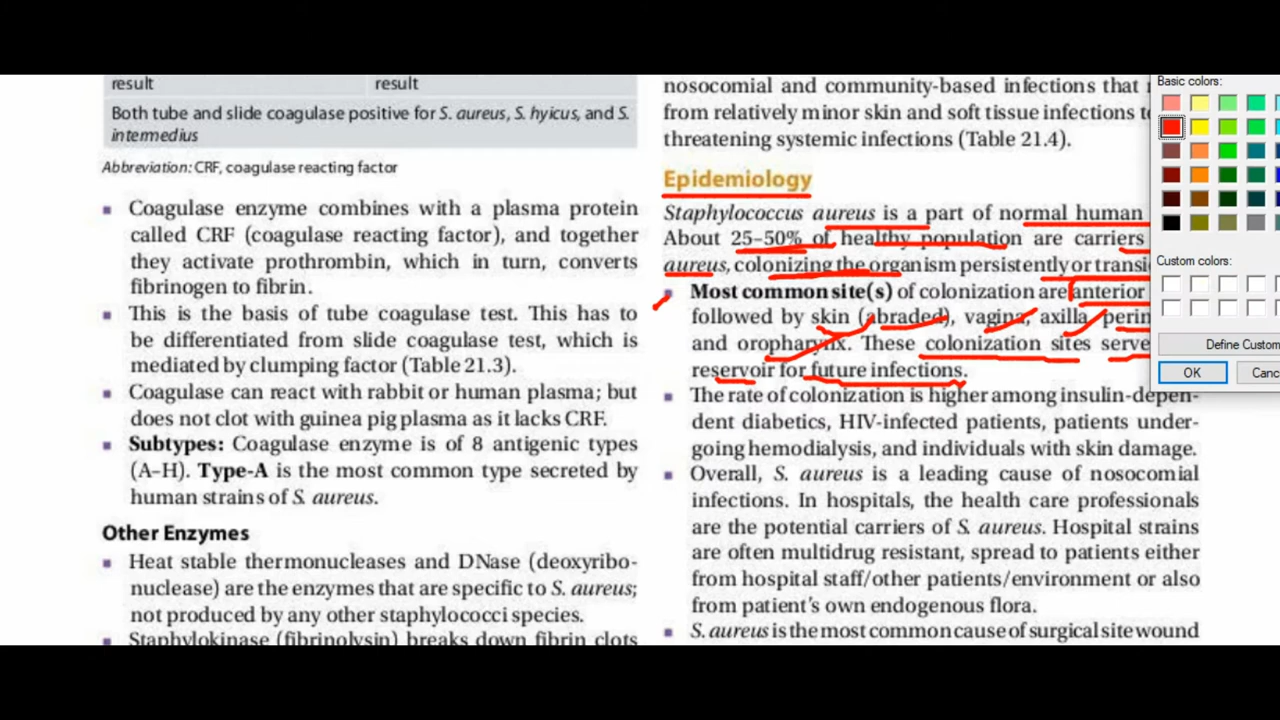 result result
Both tube and slide coagulase positive for S. aureus, S. hyicus, and S.
intermedius
Abbreviation: CRF, coagulase reacting factor
▪ Coagulase enzyme combines with a plasma protein
called CRF (coagulase reacting factor), and together
they activate prothrombin, which in turn, converts
fibrinogen to fibrin.
▪ This is the basis of tube coagulase test. This has to
be differentiated from slide coagulase test, which is
mediated by clumping factor (Table 21.3).
▪ Coagulase can react with rabbit or human plasma; but
does not clot with guinea pig plasma as it lacks CRF.
▪ Subtypes: Coagulase enzyme is of 8 antigenic types
(A–H). Type-A is the most common type secreted by
human strains of S. aureus.
Other Enzymes
▪ Heat stable thermonucleases and DNase (deoxyribo-
nuclease) are the enzymes that are specific to S. aureus;
not produced by any other staphylococci species.
▪ Staphylokinase (fibrinolysin) breaks down fibrin clots
nosocomial and community-based infections that
from relatively minor skin and soft tissue infections
threatening systemic infections (Table 21.4).
Epidemiology
Staphylococcus aureus is a part of normal human
About 25–50% of healthy population are carriers
aureus, colonizing the organism persistently or
▪ Most common site(s) of colonization are anterior
followed by skin (abraded), vagina, axilla,
and oropharynx. These colonization sites serve
reservoir for future infections.
▪ The rate of colonization is higher among insulin-depen-
dent diabetics, HIV-infected patients, patients under-
going hemodialysis, and individuals with skin damage.
▪ Overall, S. aureus is a leading cause of nosocomial
infections. In hospitals, the health care professionals
are the potential carriers of S. aureus. Hospital strains
are often multidrug resistant, spread to patients either
from hospital staff/other patients/environment or also
from patient's own endogenous flora.
▪ S. aureus is the most common cause of surgical site wound
Basic colors:
Custom colors:
Define Custom
OK